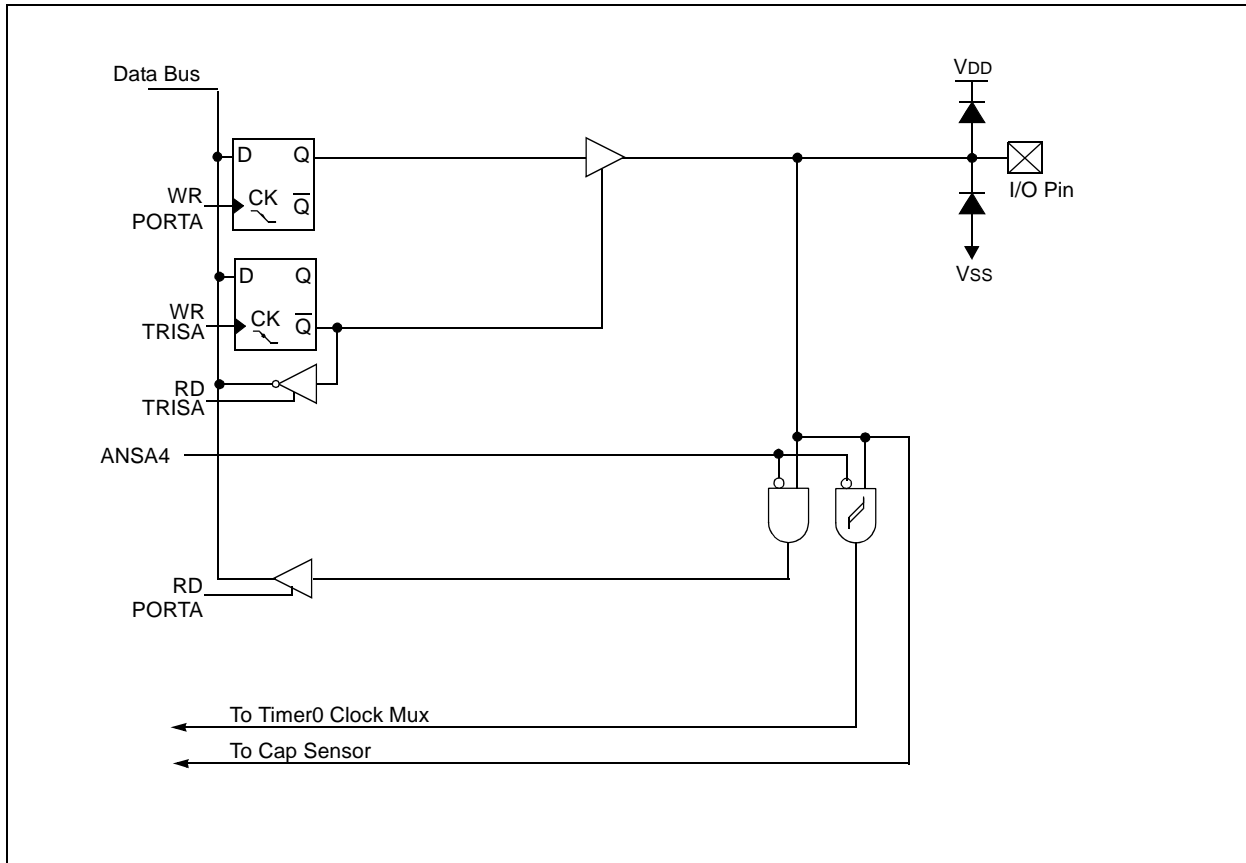 Data Bus
VDD
D Q
WR
PORTA
CK Q
I/O Pin
D Q
VSS
WR
TRISA
CK Q
RD
TRISA
ANSA4
RD
PORTA
To Timer0 Clock Mux
To Cap Sensor